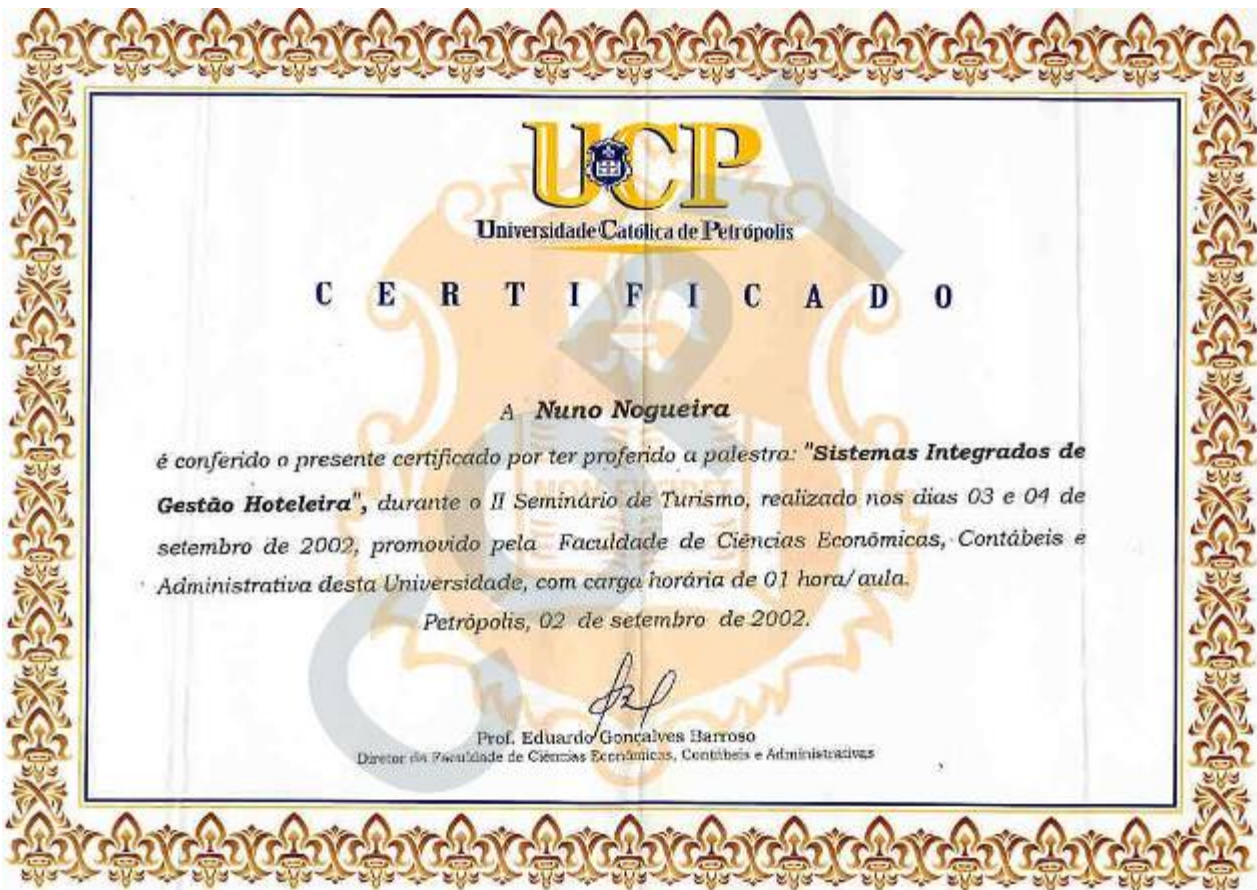 UCP
Universidade Católica de Petrópolis
CERTIFICADO
A Nuno Nogueira
é conferido o presente certificado por ter proferido a palestra: "Sistemas Integrados de
Gestão Hoteleira", durante o II Seminário de Turismo, realizado nos dias 03 e 04 de
setembro de 2002, promovido pela Faculdade de Ciências Econômicas, Contábeis e
Administrativa desta Universidade, com carga horária de 01 hora/aula.
Petrópolis, 02 de setembro de 2002.
Prof. Eduardo Gonçalves Barroso
Diretor da Faculdade de Ciências Econômicas, Contábeis e Administrativas
COPY